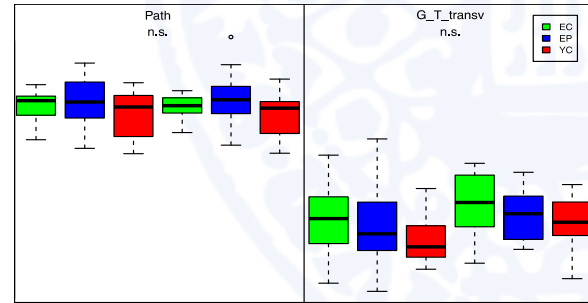 Path
n.s.
G_T_transv
n.s.
EC
EP
YC